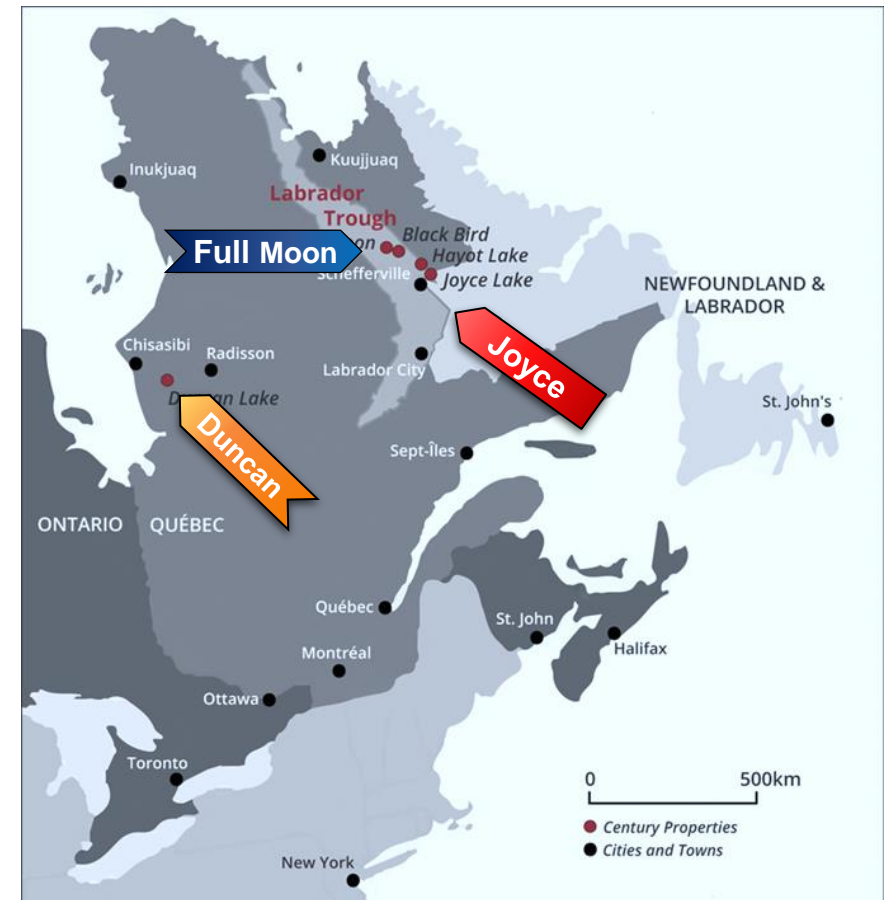 Inukjuaq
Kuujjuaq
Labrador
Trough
Black Bird
Full Moon
Hayot Lake
Schefferville
Joyce Lake
NEWFOUNDLAND &
LABRADOR
Chisasibi
Radisson
Joyce
Labrador City
Lake
Duncan
St. John's
Sept-Îles
ONTARIO
QUÉBEC
Québec
St. John
Halifax
Montréal
Ottawa
Toronto
0 500km
Century Properties
Cities and Towns
New York